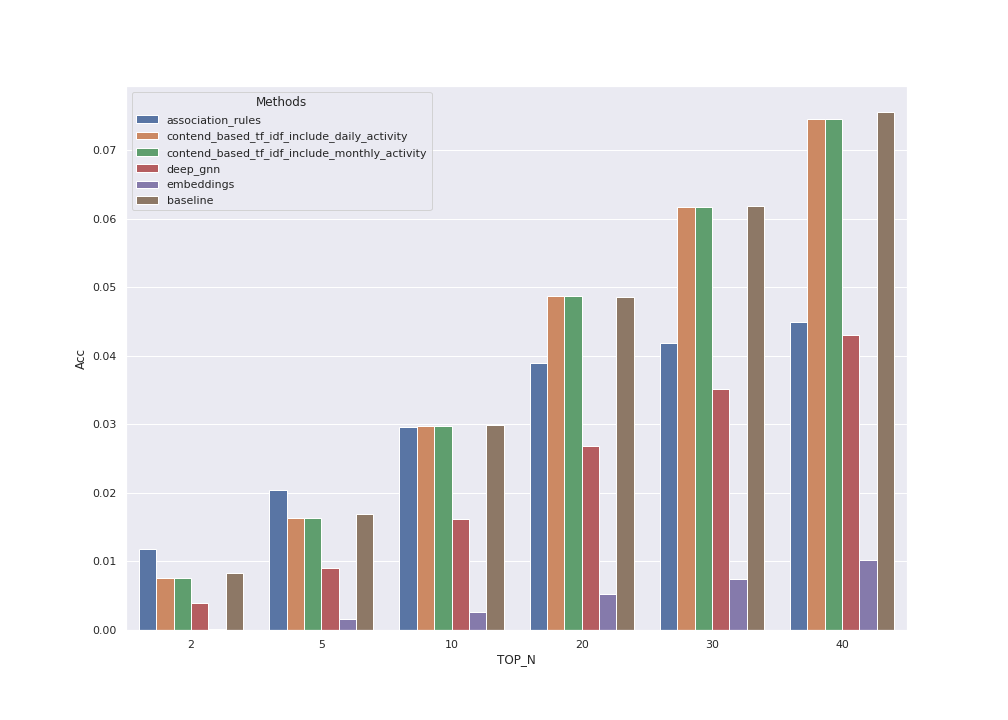 Methods
association_rules
contend_based_tf_idf_include_daily_activity
contend_based_tf_idf_include_monthly_activity
deep_gnn
embeddings
baseline
0.07
0.06
0.05
0.04
0.03
0.02
0.01
0.00
Acc
2 5 10 20 30 40
TOP_N